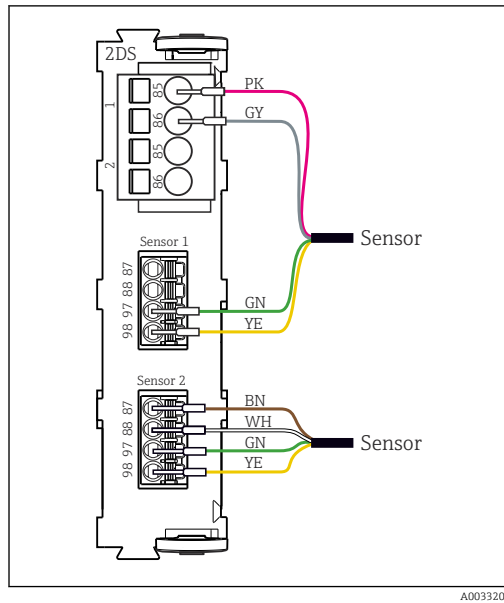 2DS
1
85
PK
86
GY
2
85
86
Sensor
Sensor 1
87
88
97
GN
98
YE
Sensor 2
87
BN
88
WH
97
GN
Sensor
98
YE
A003320